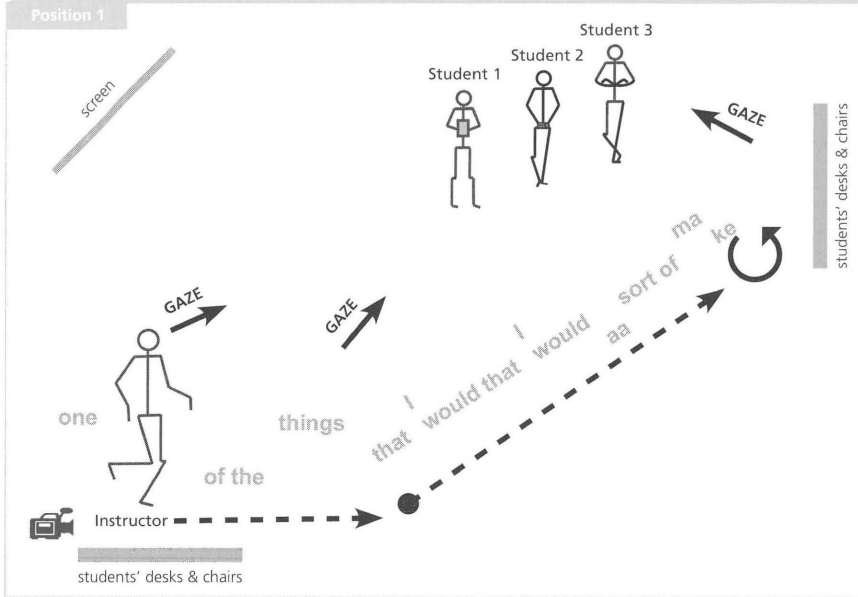 Position 1
screen
Student 1
Student 2
Student 3
GAZE
students' desks & chairs
GAZE
GAZE
one
of the
things
that
I
would that
I
would
aa
sort of
ma
ke
Instructor
students' desks & chairs